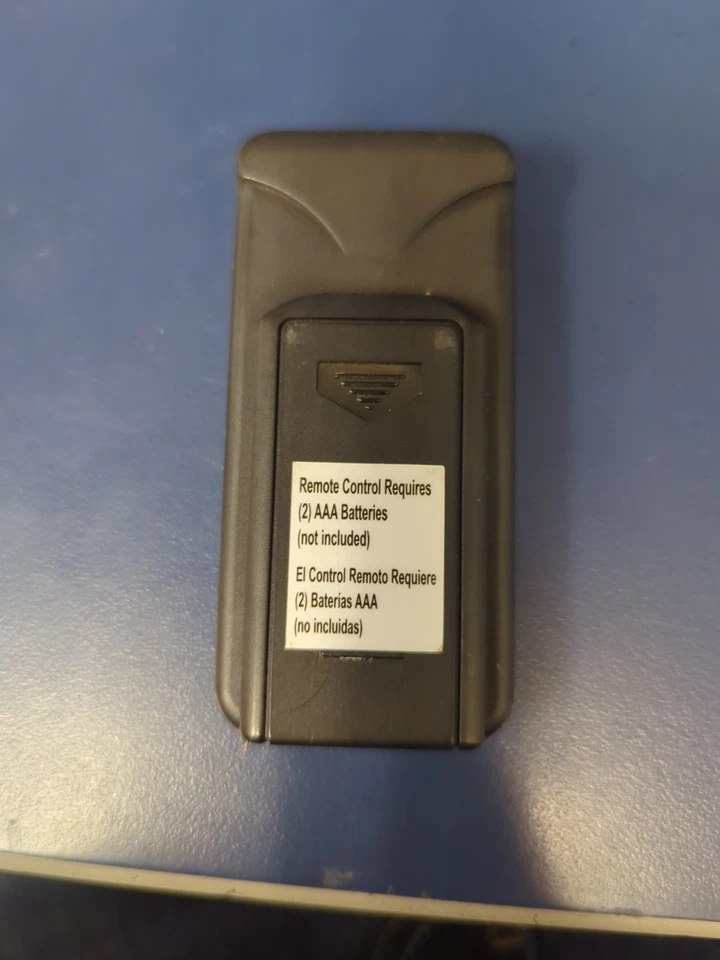 Remote Control Requires
(2) AAA Batteries
(not included)
El Control Remoto Requiere
(2) Baterias AAA
(no incluidas)